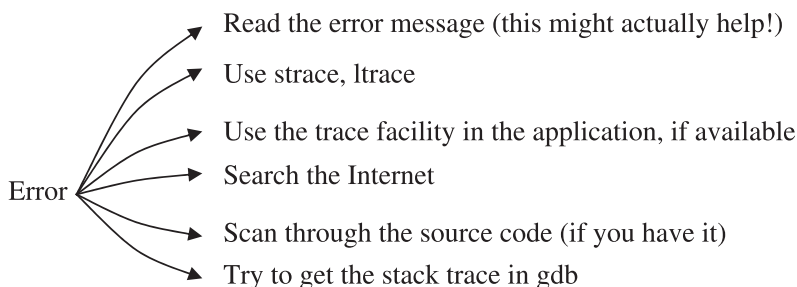 Read the error message (this might actually help!)
Use strace, ltrace
Use the trace facility in the application, if available
Search the Internet
Error
Scan through the source code (if you have it)
Try to get the stack trace in gdb